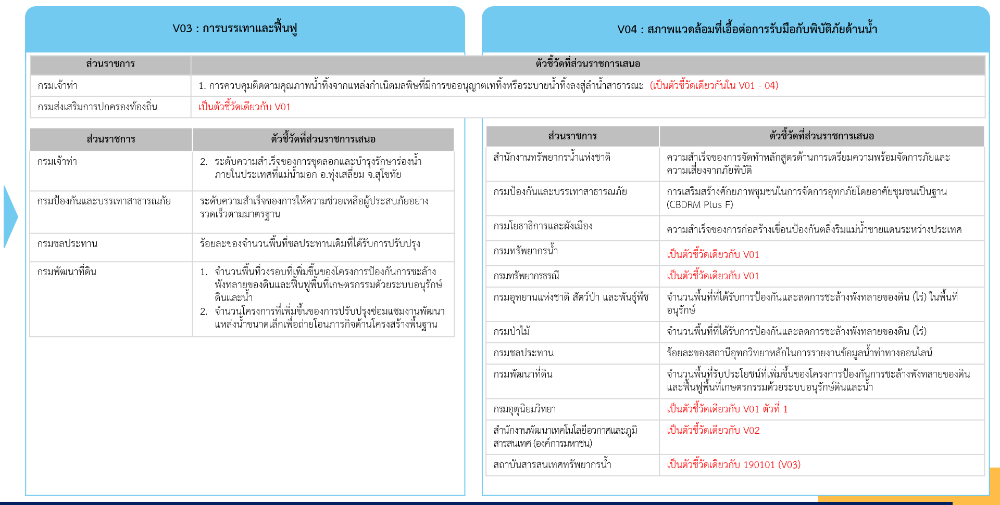 V03 : การบรรเทาและฟื้นฟู
V04 : สภาพแวดล้อมที่เอื้อต่อการรับมือกับพิบัติภัยด้านน้ำ
ส่วนราชการ
ตัวชี้วัดที่ส่วนราชการเสนอ
กรมเจ้าท่า
1. การควบคุมติดตามคุณภาพน้ำทิ้งจากแหล่งกำเนิดมลพิษที่มีการขออนุญาตเททิ้งหรือระบายน้ำทิ้งลงสู่ลำน้ำสาธารณะ (เป็นตัวชี้วัดเดียวกันใน V01 - 04)
กรมส่งเสริมการปกครองท้องถิ่น
เป็นตัวชี้วัดเดียวกับ V01
ส่วนราชการ
ตัวชี้วัดที่ส่วนราชการเสนอ
กรมเจ้าท่า
2. ระดับความสำเร็จของการขุดลอกและบำรุงรักษาร่องน้ำ
ภายในประเทศที่แม่น้ำมอก อ.ทุ่งเสลี่ยม จ.สุโขทัย
กรมป้องกันและบรรเทาสาธารณภัย
ระดับความสำเร็จของการให้ความช่วยเหลือผู้ประสบภัยอย่าง
รวดเร็วตามมาตรฐาน
กรมชลประทาน
ร้อยละของจำนวนพื้นที่ชลประทานเดิมที่ได้รับการปรับปรุง
กรมพัฒนาที่ดิน
1. จำนวนพื้นที่วงรอบที่เพิ่มขึ้นของโครงการป้องกันการชะล้าง
พังทลายของดินและฟื้นฟูพื้นที่เกษตรกรรมด้วยระบบอนุรักษ์
ดินและน้ำ
2. จำนวนโครงการที่เพิ่มขึ้นของการปรับปรุงซ่อมแซมงานพัฒนา
แหล่งน้ำขนาดเล็กเพื่อถ่ายโอนภารกิจด้านโครงสร้างพื้นฐาน
ส่วนราชการ
ตัวชี้วัดที่ส่วนราชการเสนอ
สำนักงานทรัพยากรน้ำแห่งชาติ
ความสำเร็จของการจัดทำหลักสูตรด้านการเตรียมความพร้อมจัดการภัยและ
ความเสี่ยงจากภัยพิบัติ
กรมป้องกันและบรรเทาสาธารณภัย
การเสริมสร้างศักยภาพชุมชนในการจัดการอุทกภัยโดยอาศัยชุมชนเป็นฐาน
(CBDRM Plus F)
กรมโยธาธิการและผังเมือง
ความสำเร็จของการก่อสร้างเขื่อนป้องกันตลิ่งริมแม่น้ำชายแดนระหว่างประเทศ
กรมทรัพยากรน้ำ
เป็นตัวชี้วัดเดียวกับ V01
กรมทรัพยากรธรณี
เป็นตัวชี้วัดเดียวกับ V01
กรมอุทยานแห่งชาติ สัตว์ป่า และพันธุ์พืช
จำนวนพื้นที่ที่ได้รับการป้องกันและลดการชะล้างพังทลายของดิน (ไร่) ในพื้นที่
อนุรักษ์
กรมป่าไม้
จำนวนพื้นที่ที่ได้รับการป้องกันและลดการชะล้างพังทลายของดิน (ไร่)
กรมชลประทาน
ร้อยละของสถานีอุทกวิทยาหลักในการรายงานข้อมูลน้ำท่าทางออนไลน์
กรมพัฒนาที่ดิน
จำนวนพื้นที่รับประโยชน์ที่เพิ่มขึ้นของโครงการป้องกันการชะล้างพังทลายของดิน
และฟื้นฟูพื้นที่เกษตรกรรมด้วยระบบอนุรักษ์ดินและน้ำ
กรมอุตุนิยมวิทยา
เป็นตัวชี้วัดเดียวกับ V01 ตัวที่ 1
สำนักงานพัฒนาเทคโนโลยีอวกาศและภูมิ
สารสนเทศ (องค์การมหาชน)
เป็นตัวชี้วัดเดียวกับ V02
สถาบันสารสนเทศทรัพยากรน้ำ
เป็นตัวชี้วัดเดียวกับ 190101 (V03)